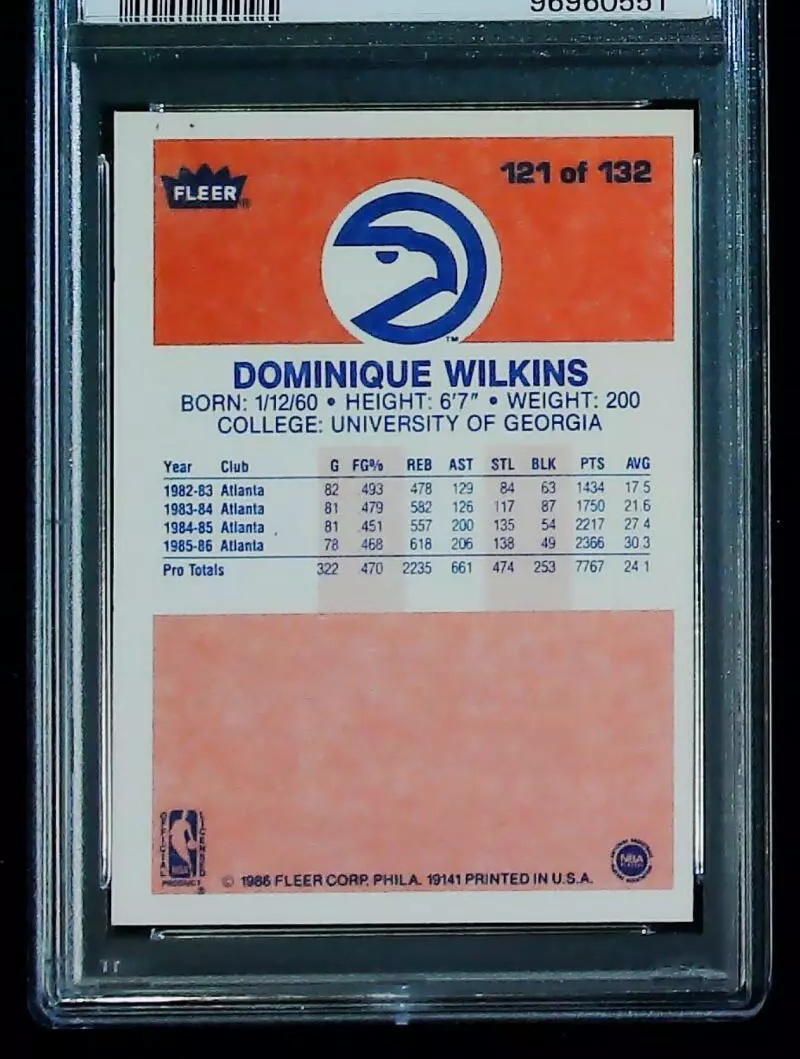 96960551
FLEER®
121 of 132
TM
DOMINIQUE WILKINS
BORN: 1/12/60 • HEIGHT: 6'7" • WEIGHT: 200
COLLEGE: UNIVERSITY OF GEORGIA
Year Club G FG% REB AST STL BLK PTS AVG
1982-83 Atlanta 82 .493 478 129 84 63 1434 17.5
1983-84 Atlanta 81 .479 582 126 117 87 1750 21.6
1984-85 Atlanta 81 .451 557 200 135 54 2217 27.4
1985-86 Atlanta 78 .468 618 206 138 49 2366 30.3
Pro Totals 322 .470 2235 661 474 253 7767 24.1
OFFICIAL LICENSED
NBA
PRODUCT
NBA
© 1986 FLEER CORP. PHILA. 19141 PRINTED IN U.S.A.